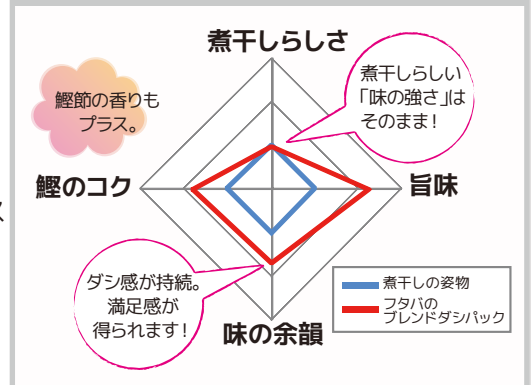 煮干しらしさ
煮干しらしい
「味の強さ」は
そのまま!
鰹節の香りも
プラス。
鰹のコク
旨味
ダシ感が持続。
満足感が
得られます!
味の余韻
煮干しの姿物
フタバの
ブレンドダシパック